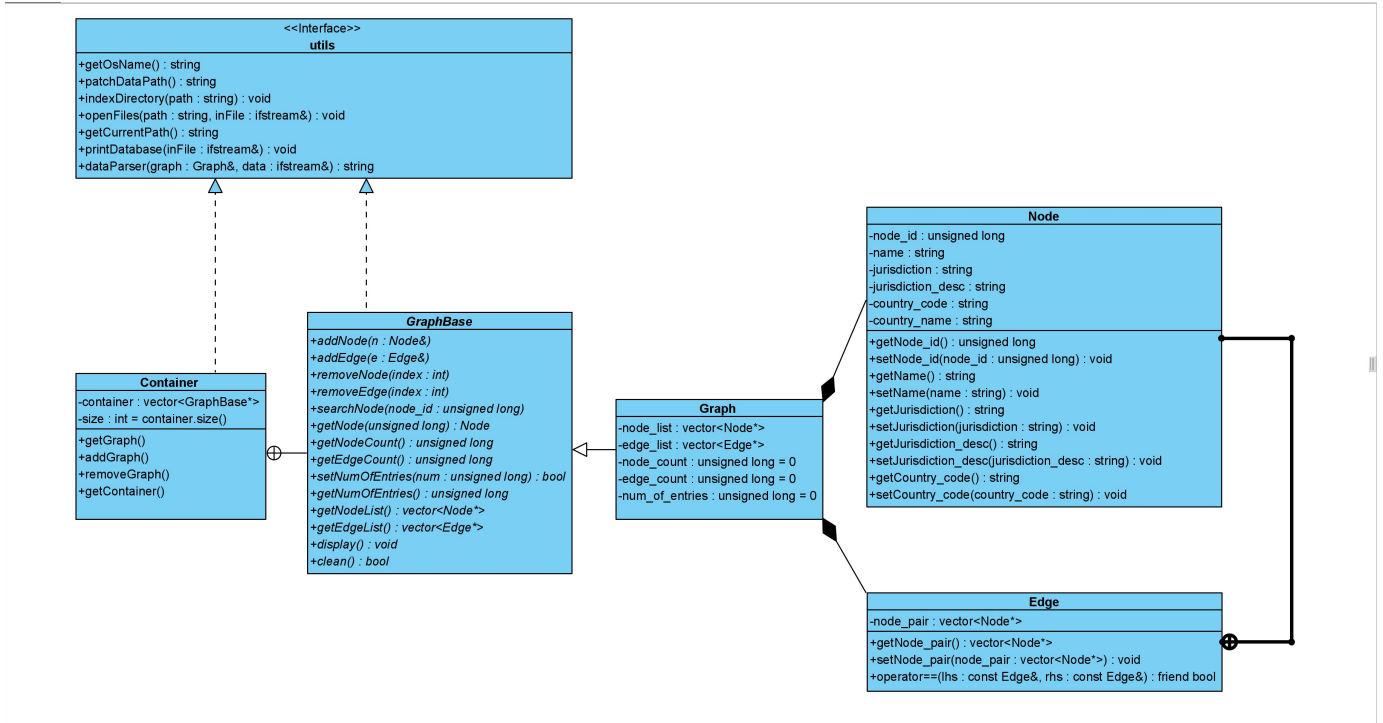 <<Interface>>
utils
+getOsName() : string
+patchDataPath() : string
+indexDirectory(path : string) : void
+openFiles(path : string, inFile : ifstream&) : void
+getCurrentPath() : string
+printDatabase(inFile : ifstream&) : void
+dataParser(graph : Graph&, data : ifstream&) : string
Container
-container : vector<GraphBase*>
-size : int = container.size()
+getGraph()
+addGraph()
+removeGraph()
+getContainer()
GraphBase
+addNode(n : Node&)
+addEdge(e : Edge&)
+removeNode(index : int)
+removeEdge(index : int)
+searchNode(node_id : unsigned long)
+getNode(unsigned long) : Node
+getNodeCount() : unsigned long
+getEdgeCount() : unsigned long
+setNumOfEntries(num : unsigned long) : bool
+getNumOfEntries() : unsigned long
+getNodeList() : vector<Node*>
+getEdgeList() : vector<Edge*>
+display() : void
+clean() : bool
Graph
-node_list : vector<Node*>
-edge_list : vector<Edge*>
-node_count : unsigned long = 0
-edge_count : unsigned long = 0
-num_of_entries : unsigned long = 0
Node
-node_id : unsigned long
-name : string
-jurisdiction : string
-jurisdiction_desc : string
-country_code : string
-country_name : string
+getNode_id() : unsigned long
+setNode_id(node_id : unsigned long) : void
+getName() : string
+setName(name : string) : void
+getJurisdiction() : string
+setJurisdiction(jurisdiction : string) : void
+getJurisdiction_desc() : string
+setJurisdiction_desc(jurisdiction_desc : string) : void
+getCountry_code() : string
+setCountry_code(country_code : string) : void
Edge
-node_pair : vector<Node*>
+getNode_pair() : vector<Node*>
+setNode_pair(node_pair : vector<Node*>) : void
+operator==(lhs : const Edge&, rhs : const Edge&) : friend bool